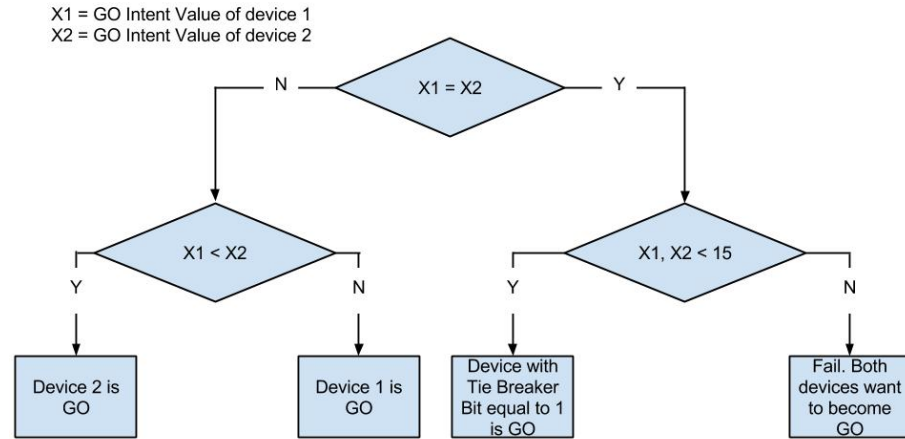 X1 = GO Intent Value of device 1
X2 = GO Intent Value of device 2
X1 = X2
N
Y
X1 < X2
X1, X2 < 15
Y
N
Y
N
Device 2 is
GO
Device 1 is
GO
Device with
Tie Breaker
Bit equal to 1
is GO
Fail. Both
devices want
to become
GO